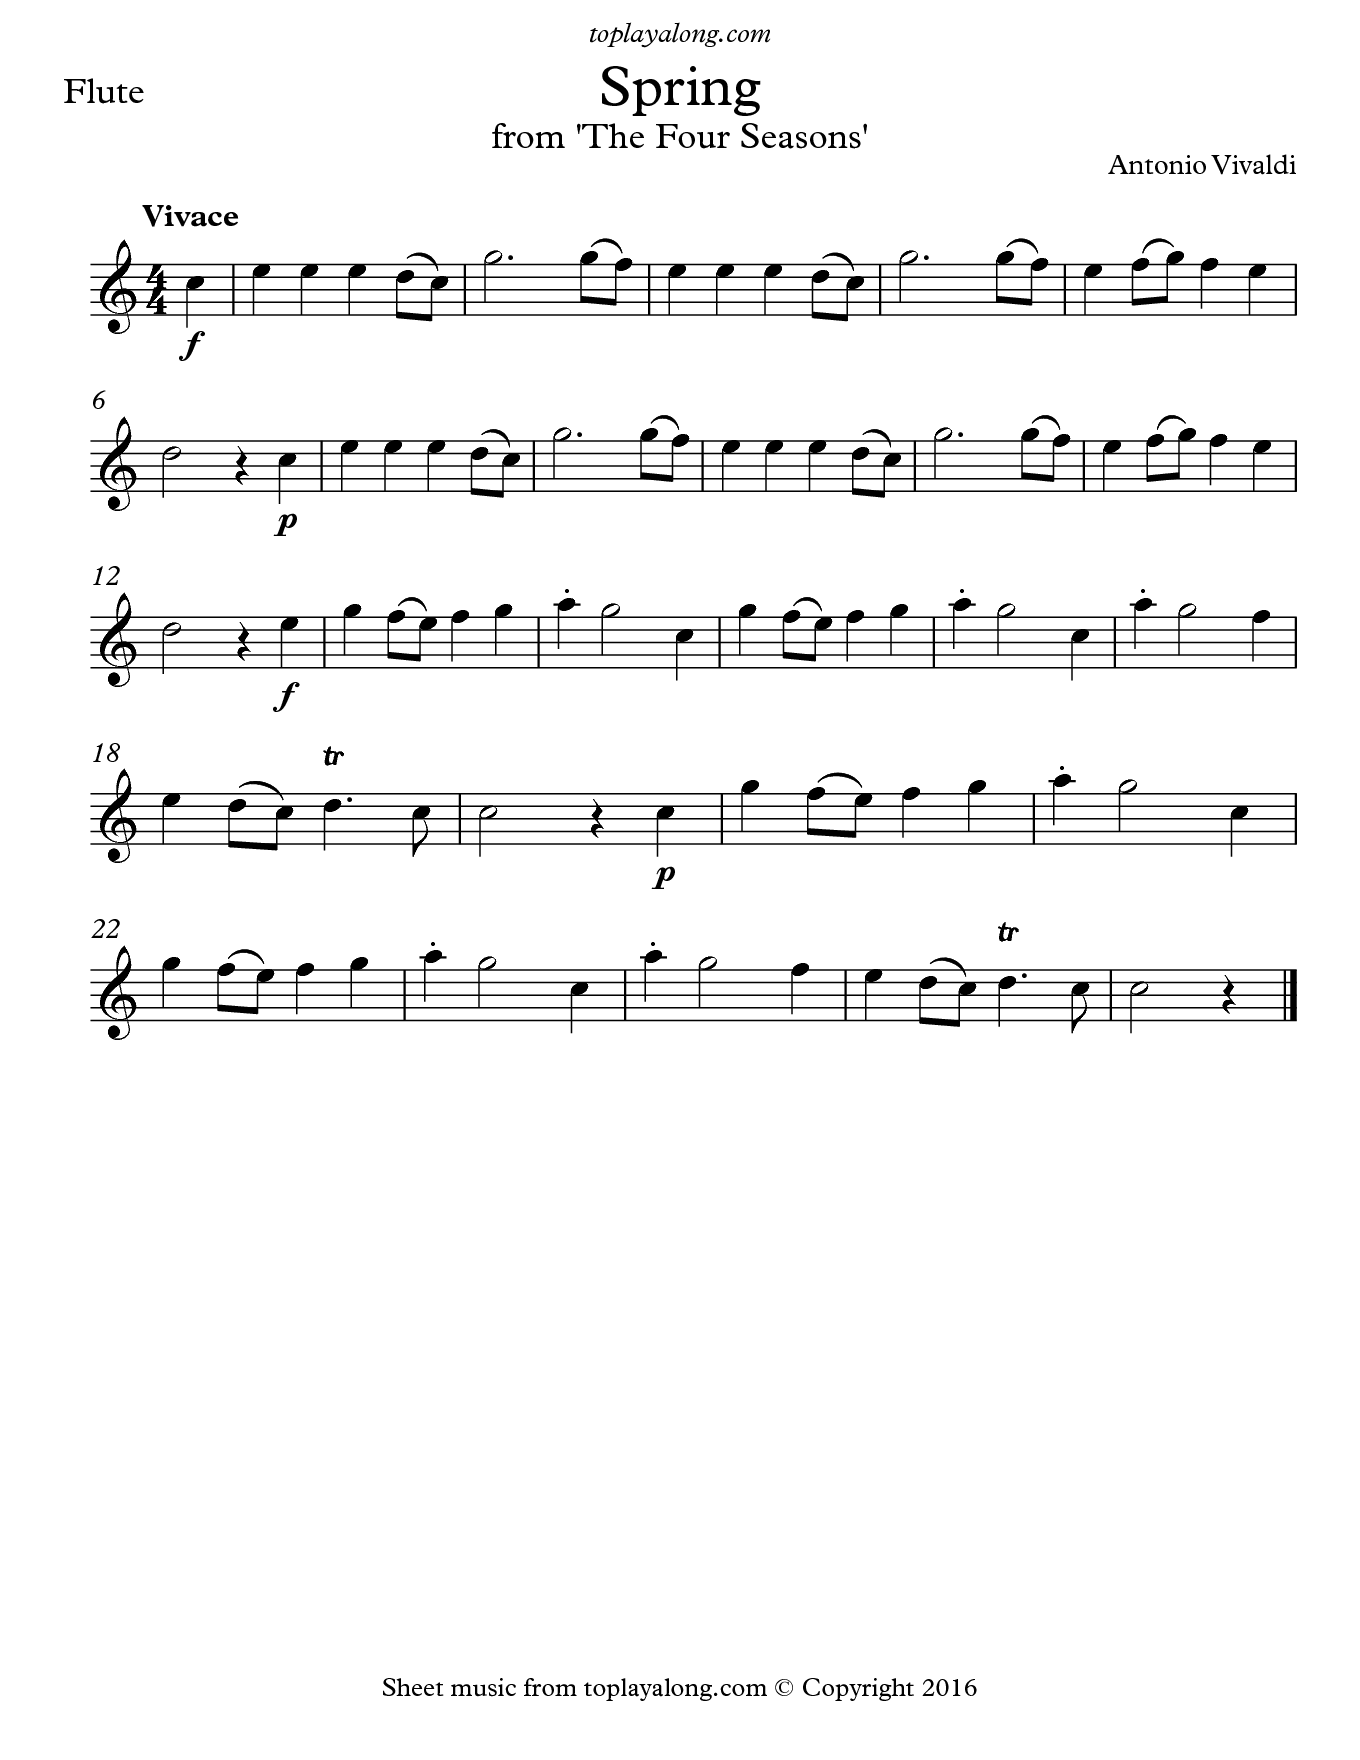 toplayalong.com
Flute
Spring
from 'The Four Seasons'
Antonio Vivaldi
Vivace
4
4
f
6
p
12
f
18
tr
p
22
tr
Sheet music from toplayalong.com © Copyright 2016